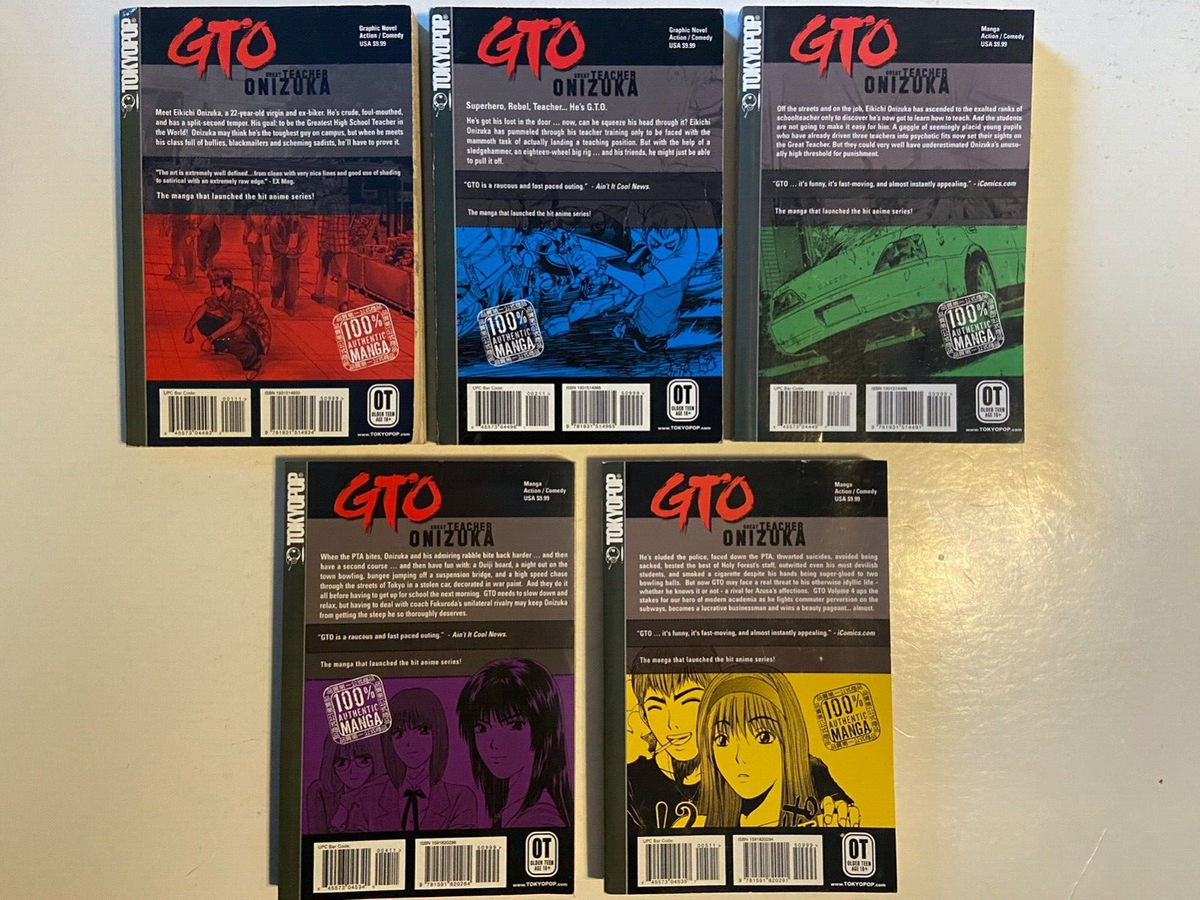 TOKYOPOP
GTO
GREAT TEACHER
ONIZUKA
Graphic Novel
Action / Comedy
USA $9.99
Meet Eikichi Onizuka, a 22-year-old virgin and ex-biker. He's crude, foul-mouthed,
and has a split-second temper. His goal: to be the Greatest High School Teacher in
the World! Onizuka may think he's the toughest guy on campus, but when he meets
his class full of bullies, blackmailers and scheming sadists, he'll have to prove it.
"The art is extremely well defined...from clean with very nice lines and good use of shading
to satirical with an extremely raw edge." - EX Mag.
The manga that launched the hit anime series!
100%
AUTHENTIC
MANGA
UPC Bar Code:
OT
OLDER TEEN
AGE 16+
www.TOKYOPOP.com
TOKYOPOP
GTO
GREAT TEACHER
ONIZUKA
Graphic Novel
Action / Comedy
USA $9.99
Superhero, Rebel, Teacher... He's G.T.O.
He's got his foot in the door ... now, can he squeeze his head through it? Eikichi
Onizuka has pummeled through his teacher training only to be faced with the
mammoth task of actually landing a teaching position. But with the help of a
sledgehammer, an eighteen-wheel big rig ... and his friends, he might just be able
to pull it off.
"GTO is a raucous and fast paced outing." - Ain't It Cool News.
The manga that launched the hit anime series!
100%
AUTHENTIC
MANGA
UPC Bar Code:
OT
OLDER TEEN
AGE 16+
www.TOKYOPOP.com
TOKYOPOP
GTO
GREAT TEACHER
ONIZUKA
Manga
Action / Comedy
USA $9.99
Off the streets and on the job, Eikichi Onizuka has ascended to the exalted ranks of
schoolteacher only to discover he's now got to learn how to teach. And the students
are not going to make it easy for him. A gaggle of seemingly placid young pupils
who have already driven three teachers into psychotic fits now set their sights on
the Great Teacher. But they could very well have underestimated Onizuka's unusu-
ally high threshold for punishment.
"GTO ... it's funny, it's fast-moving, and almost instantly appealing." - iComics.com
The manga that launched the hit anime series!
100%
AUTHENTIC
MANGA
UPC Bar Code:
OT
OLDER TEEN
AGE 16+
www.TOKYOPOP.com
TOKYOPOP
GTO
GREAT TEACHER
ONIZUKA
Manga
Action / Comedy
USA $9.99
When the PTA bites, Onizuka and his admiring rabble bite back harder ... and then
have a second course ... and then have fun with: a Ouiji board, a night out on the
town bowling, bungee jumping off a suspension bridge, and a high speed chase
through the streets of Tokyo in a stolen car, decorated in war paint. And they do it
all before having to get up for school the next morning. GTO needs to slow down and
relax, but having to deal with coach Fukuroda's unilateral rivalry may keep Onizuka
from getting the sleep he so thoroughly deserves.
"GTO is a raucous and fast paced outing." - Ain't It Cool News.
The manga that launched the hit anime series!
100%
AUTHENTIC
MANGA
UPC Bar Code:
OT
OLDER TEEN
AGE 16+
www.TOKYOPOP.com
TOKYOPOP
GTO
GREAT TEACHER
ONIZUKA
Manga
Action / Comedy
USA $9.99
He's eluded the police, faced down the PTA, thwarted suicides, avoided being
sacked, bested the best of Holy Forest's staff, outwitted even his most devilish
students, and smoked a cigarette despite his hands being super-glued to two
bowling balls. But now GTO may face a real threat to his otherwise idyllic life -
whether he knows it or not - a rival for Azusa's affections. GTO Volume 4 ups the
stakes for our hero of modern academia as he fights commuter perversion on the
subways, becomes a lucrative businessman and wins a beauty pageant... almost.
"GTO ... it's funny, it's fast-moving, and almost instantly appealing." - iComics.com
The manga that launched the hit anime series!
100%
AUTHENTIC
MANGA
UPC Bar Code:
OT
OLDER TEEN
AGE 16+
www.TOKYOPOP.com